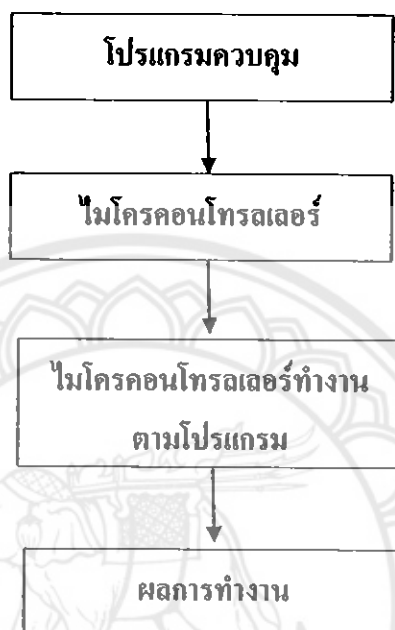 โปรแกรมควบคุม
ไมโครคอนโทรลเลอร์
ไมโครคอนโทรลเลอร์ทำงาน
ตามโปรแกรม
ผลการทำงาน